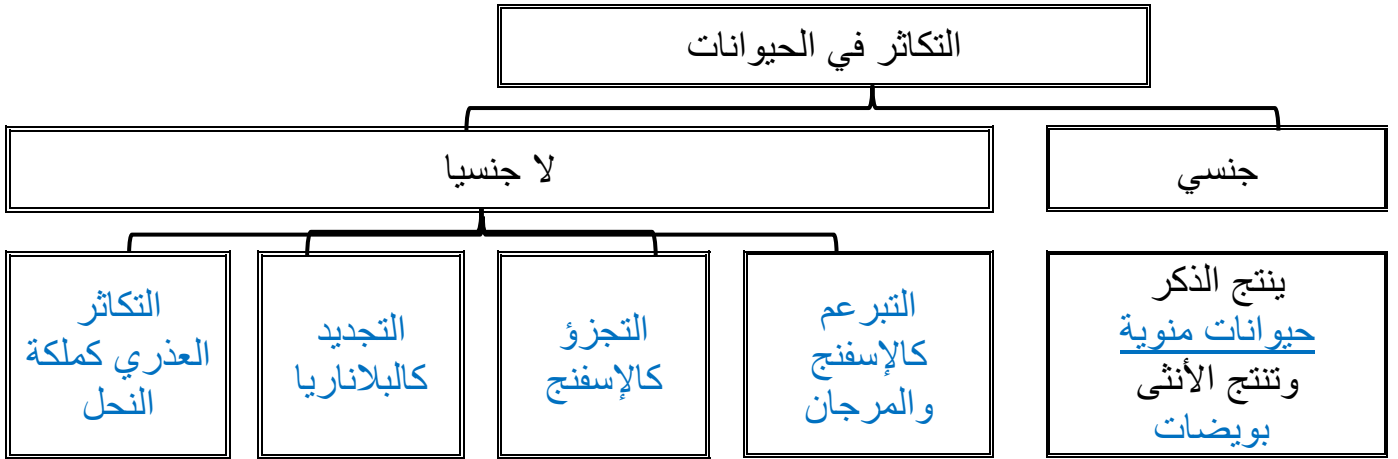 التكاثر في الحيوانات
جنسي
لا جنسيا
ينتج الذكر
حيوانات منوية
وتنتج الأنثى
بويضات
التبرعم
كالإسفنج
والمرجان
التجزؤ
كالإسفنج
التجديد
كالبلاناريا
التكاثر
العذري كملكة
النحل